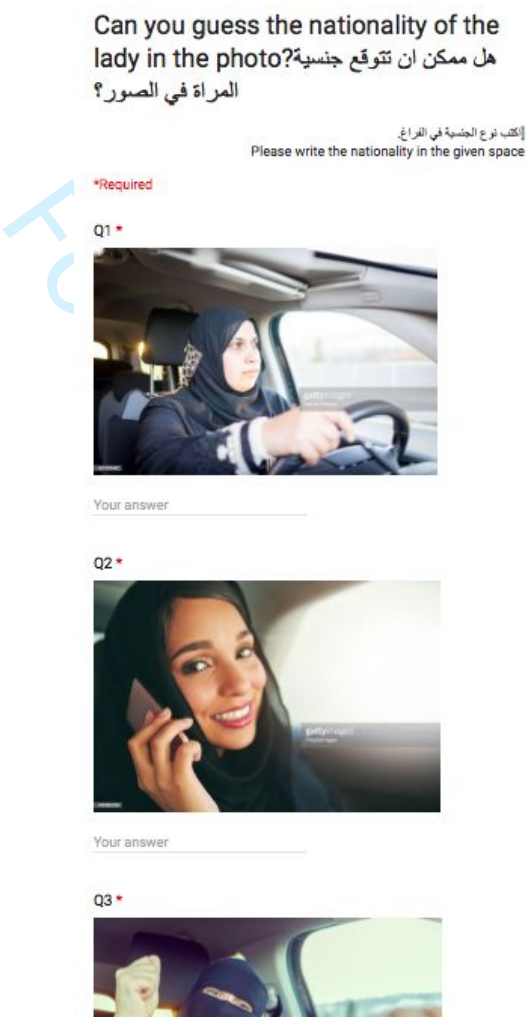 Can you guess the nationality of the
lady in the photo?هل ممكن ان تتوقع جنسية
المراة في الصور؟
إكتب نوع الجنسية في الفراغ.
Please write the nationality in the given space
*Required
Q1 *
gettyimages
Your answer
Q2 *
gettyimages
Your answer
Q3 *